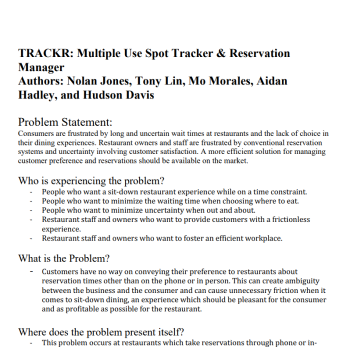 TRACKR: Multiple Use Spot Tracker & Reservation
Manager
Authors: Nolan Jones, Tony Lin, Mo Morales, Aidan
Hadley, and Hudson Davis
Problem Statement:
Consumers are frustrated by long and uncertain wait times at restaurants and the lack of choice in
their dining experiences. Restaurant owners and staff are frustrated by conventional reservation
systems and uncertainty involving customer satisfaction. A more efficient solution for managing
customer preference and reservations should be available on the market.
Who is experiencing the problem?
- People who want a sit-down restaurant experience while on a time constraint.
- People who want to minimize the waiting time when choosing where to eat.
- People who want to minimize uncertainty when out and about.
- Restaurant staff and owners who want to provide customers with a frictionless
experience.
- Restaurant staff and owners who want to foster an efficient workplace.
What is the Problem?
- Customers have no way on conveying their preference to restaurants about
reservation times other than on the phone or in person. This can create ambiguity
between the business and the consumer and can cause unnecessary friction when it
comes to sit-down dining, an experience which should be pleasant for the consumer
and as profitable as possible for the restaurant.
Where does the problem present itself?
- This problem occurs at restaurants which take reservations through phone or in-